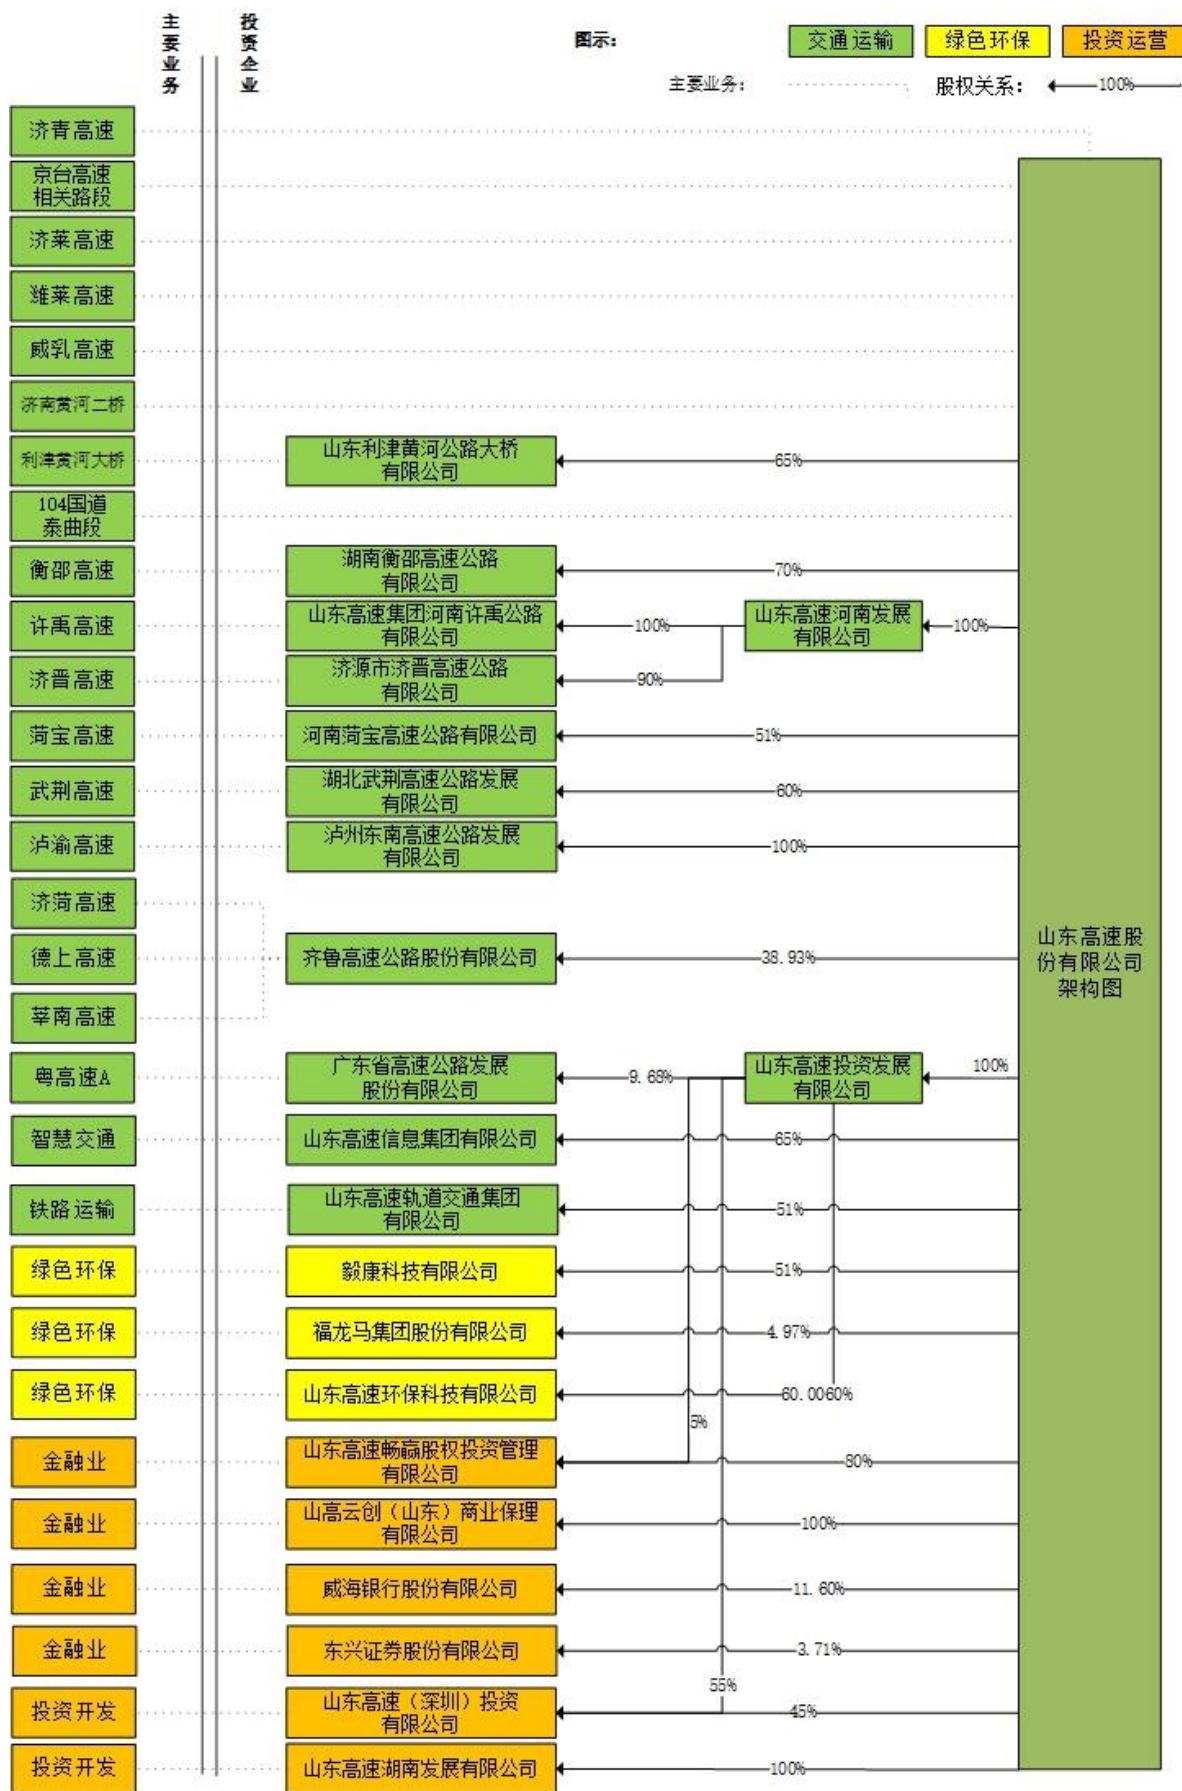 主要业务
投资企业
图示：
交通运输
绿色环保
投资运营
主要业务：
股权关系：
100%
济青高速
京台高速
相关路段
济莱高速
潍莱高速
威乳高速
济南黄河二桥
利津黄河大桥
山东利津黄河公路大桥
有限公司
65%
104国道
泰曲段
衡邵高速
湖南衡邵高速公路
有限公司
70%
许禹高速
山东高速集团河南许禹公路
有限公司
100%
山东高速河南发展
有限公司
100%
济晋高速
济源市济晋高速公路
有限公司
90%
菏宝高速
河南菏宝高速公路有限公司
51%
武荆高速
湖北武荆高速公路发展
有限公司
60%
泸渝高速
泸州东南高速公路发展
有限公司
100%
济菏高速
德上高速
齐鲁高速公路股份有限公司
38.93%
山东高速股
份有限公司
架构图
莘南高速
粤高速A
广东省高速公路发展
股份有限公司
9.68%
山东高速投资发展
有限公司
100%
智慧交通
山东高速信息集团有限公司
65%
铁路运输
山东高速轨道交通集团
有限公司
51%
绿色环保
毅康科技有限公司
51%
绿色环保
福龙马集团股份有限公司
4.97%
绿色环保
山东高速环保科技有限公司
60.0060%
5%
金融业
山东高速畅赢股权投资管理
有限公司
80%
金融业
山高云创（山东）商业保理
有限公司
100%
金融业
威海银行股份有限公司
11.60%
金融业
东兴证券股份有限公司
3.71%
55%
投资开发
山东高速（深圳）投资
有限公司
45%
投资开发
山东高速湖南发展有限公司
100%